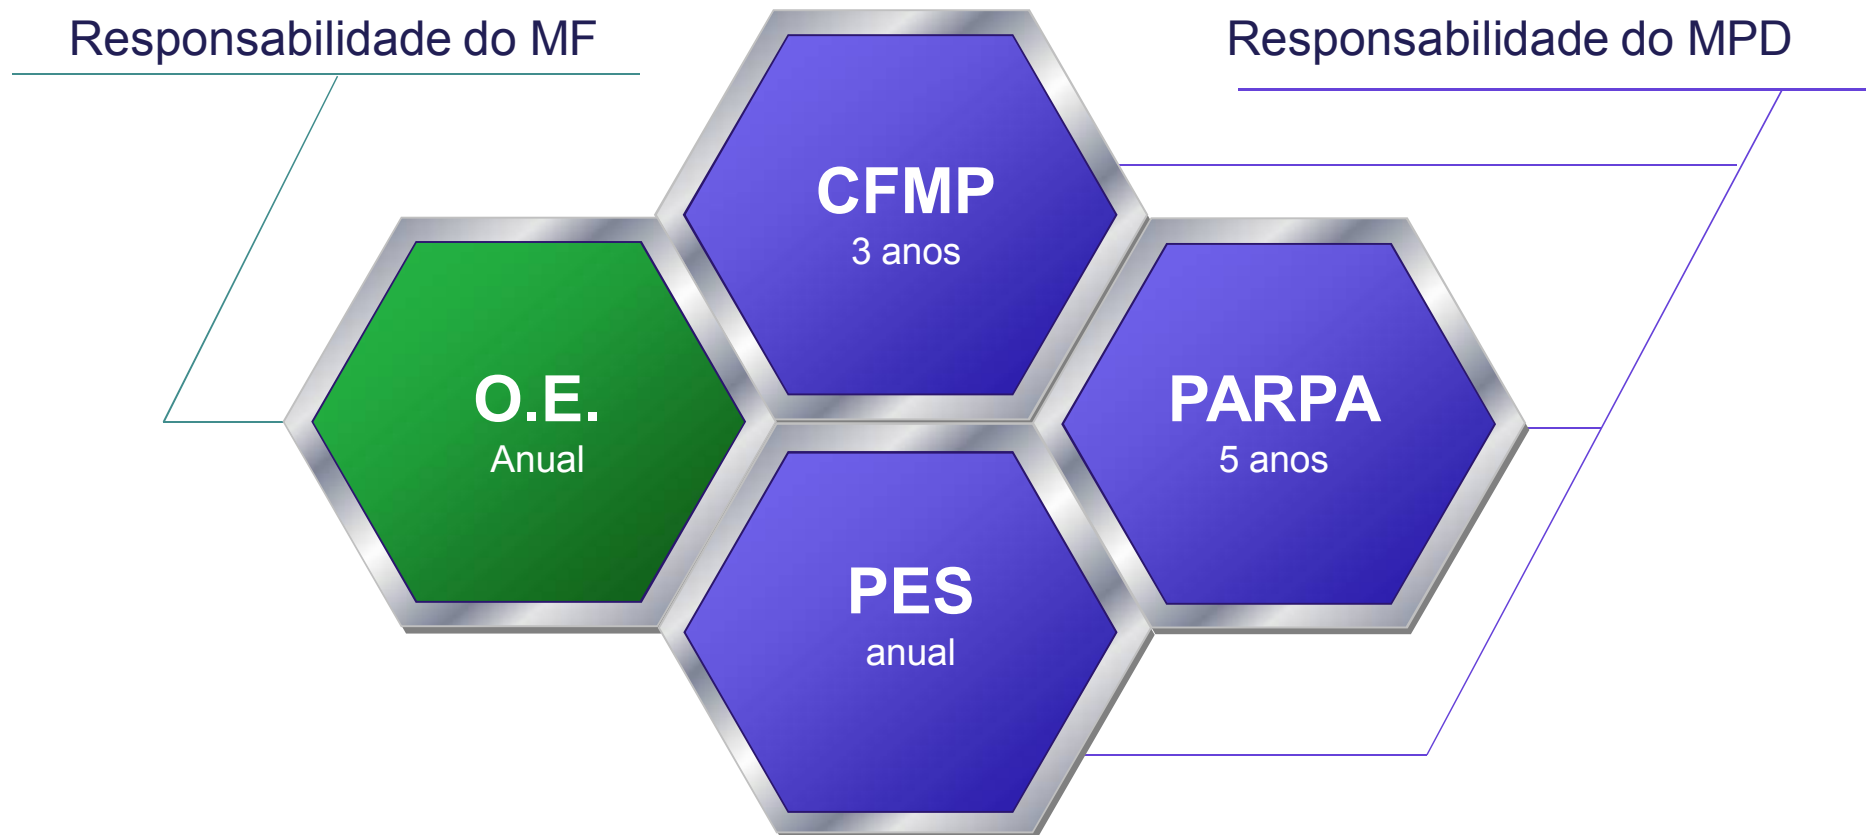 Responsabilidade do MF
Responsabilidade do MPD
CFMP
3 anos
O.E.
Anual
PARPA
5 anos
PES
anual